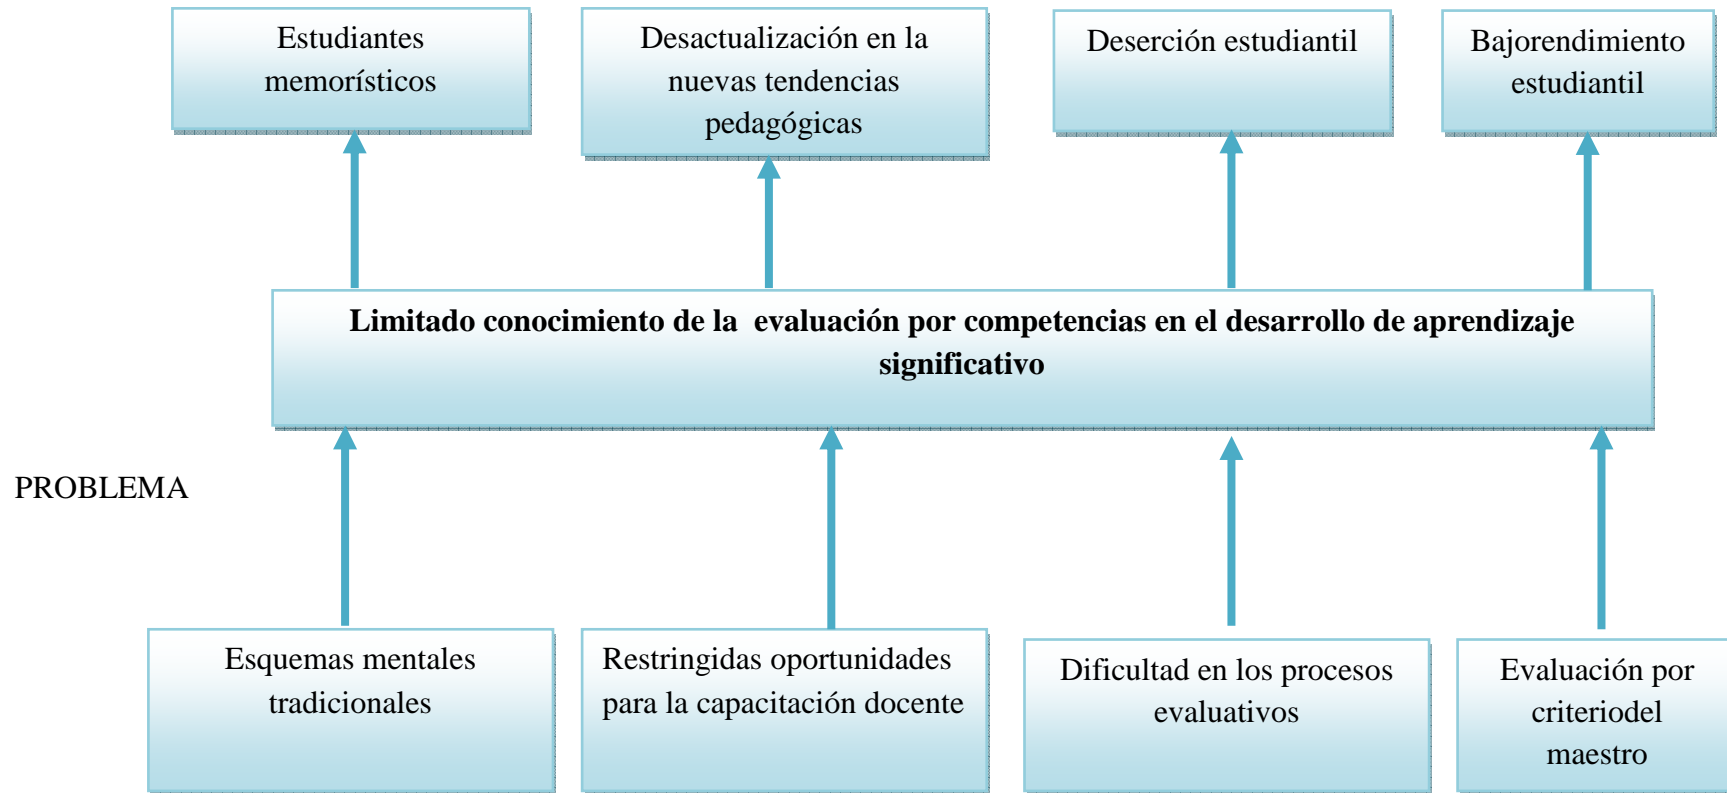 Estudiantes
memorísticos
Desactualización en la
nuevas tendencias
pedagógicas
Deserción estudiantil
Bajorendimiento
estudiantil
Limitado conocimiento de la  evaluación por competencias en el desarrollo de aprendizaje
significativo
PROBLEMA
Esquemas mentales
tradicionales
Restringidas oportunidades
para la capacitación docente
Dificultad en los procesos
evaluativos
Evaluación por
criteriodel
maestro